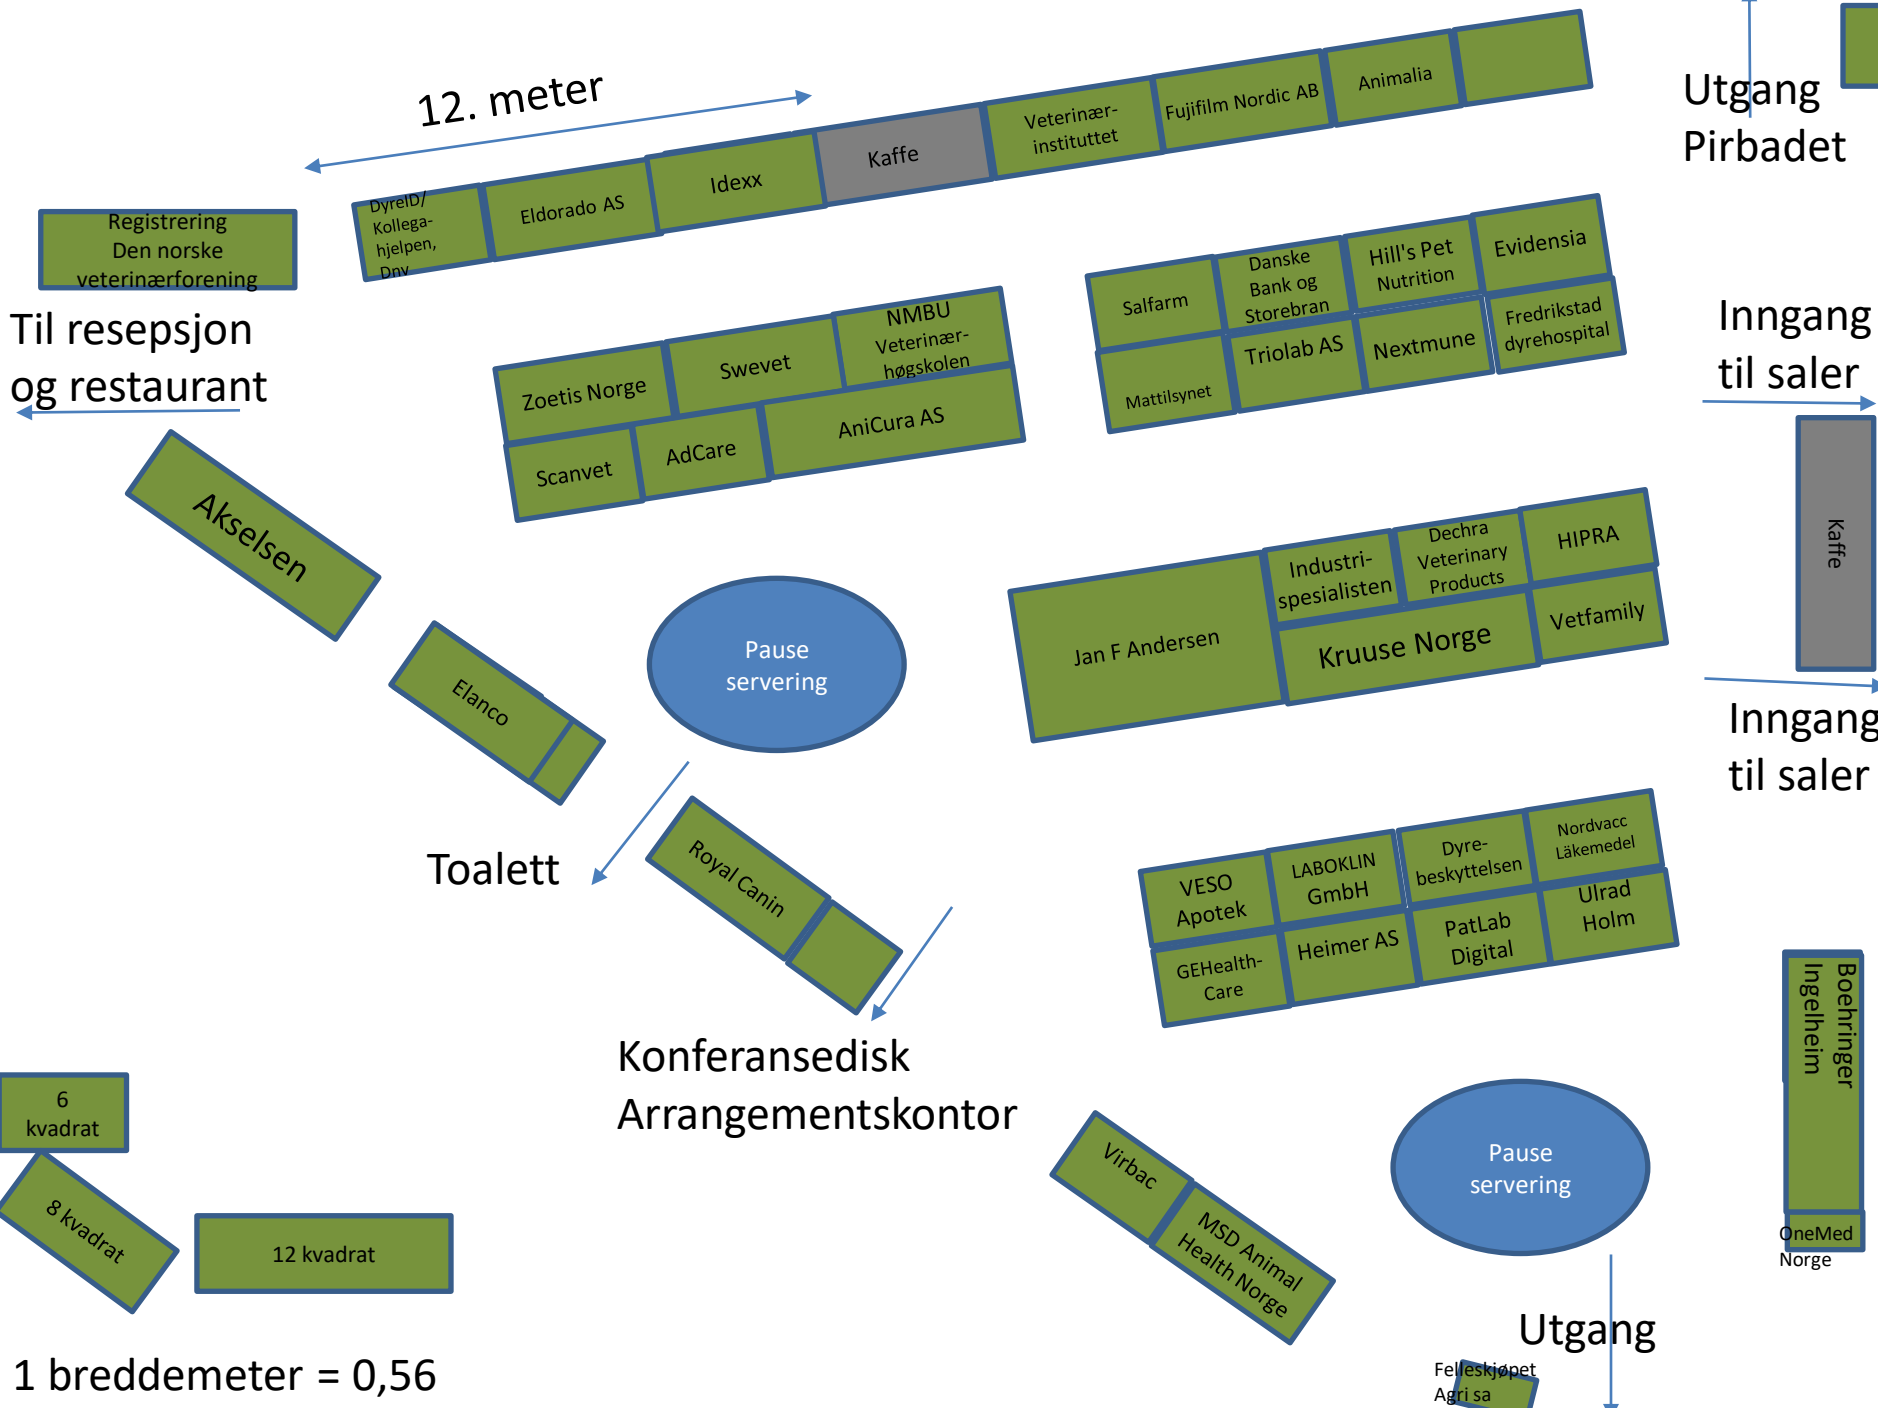 12. meter
Utgang
Pirbadet
DyreID/
Kollega-
hjelpen,
Dnv
Eldorado AS
Idexx
Kaffe
Veterinær-
instituttet
Fujifilm Nordic AB
Animalia
Registrering
Den norske
veterinærforening
Til resepsjon
og restaurant
Zoetis Norge
Swevet
NMBU
Veterinær-
høgskolen
Scanvet
AdCare
AniCura AS
Salfarm
Danske
Bank og
Storebran
Hill's Pet
Nutrition
Evidensia
Mattilsynet
Triolab AS
Nextmune
Fredrikstad
dyrehospital
Inngang
til saler
Kaffe
Inngang
til saler
Akselsen
Elanco
Pause
servering
Jan F Andersen
Industri-
spesialisten
Dechra
Veterinary
Products
HIPRA
Kruuse Norge
Vetfamily
Toalett
Royal Canin
Konferansedisk
Arrangementskontor
VESO
Apotek
LABOKLIN
GmbH
Dyre-
beskyttelsen
Nordvacc
Läkemedel
GEHealth-
Care
Heimer AS
PatLab
Digital
Ulrad
Holm
Boehringer
Ingelheim
OneMed
Norge
Virbac
MSD Animal
Health Norge
Pause
servering
Utgang
Felleskjøpet
Agri sa
6
kvadrat
8 kvadrat
12 kvadrat
1 breddemeter = 0,56